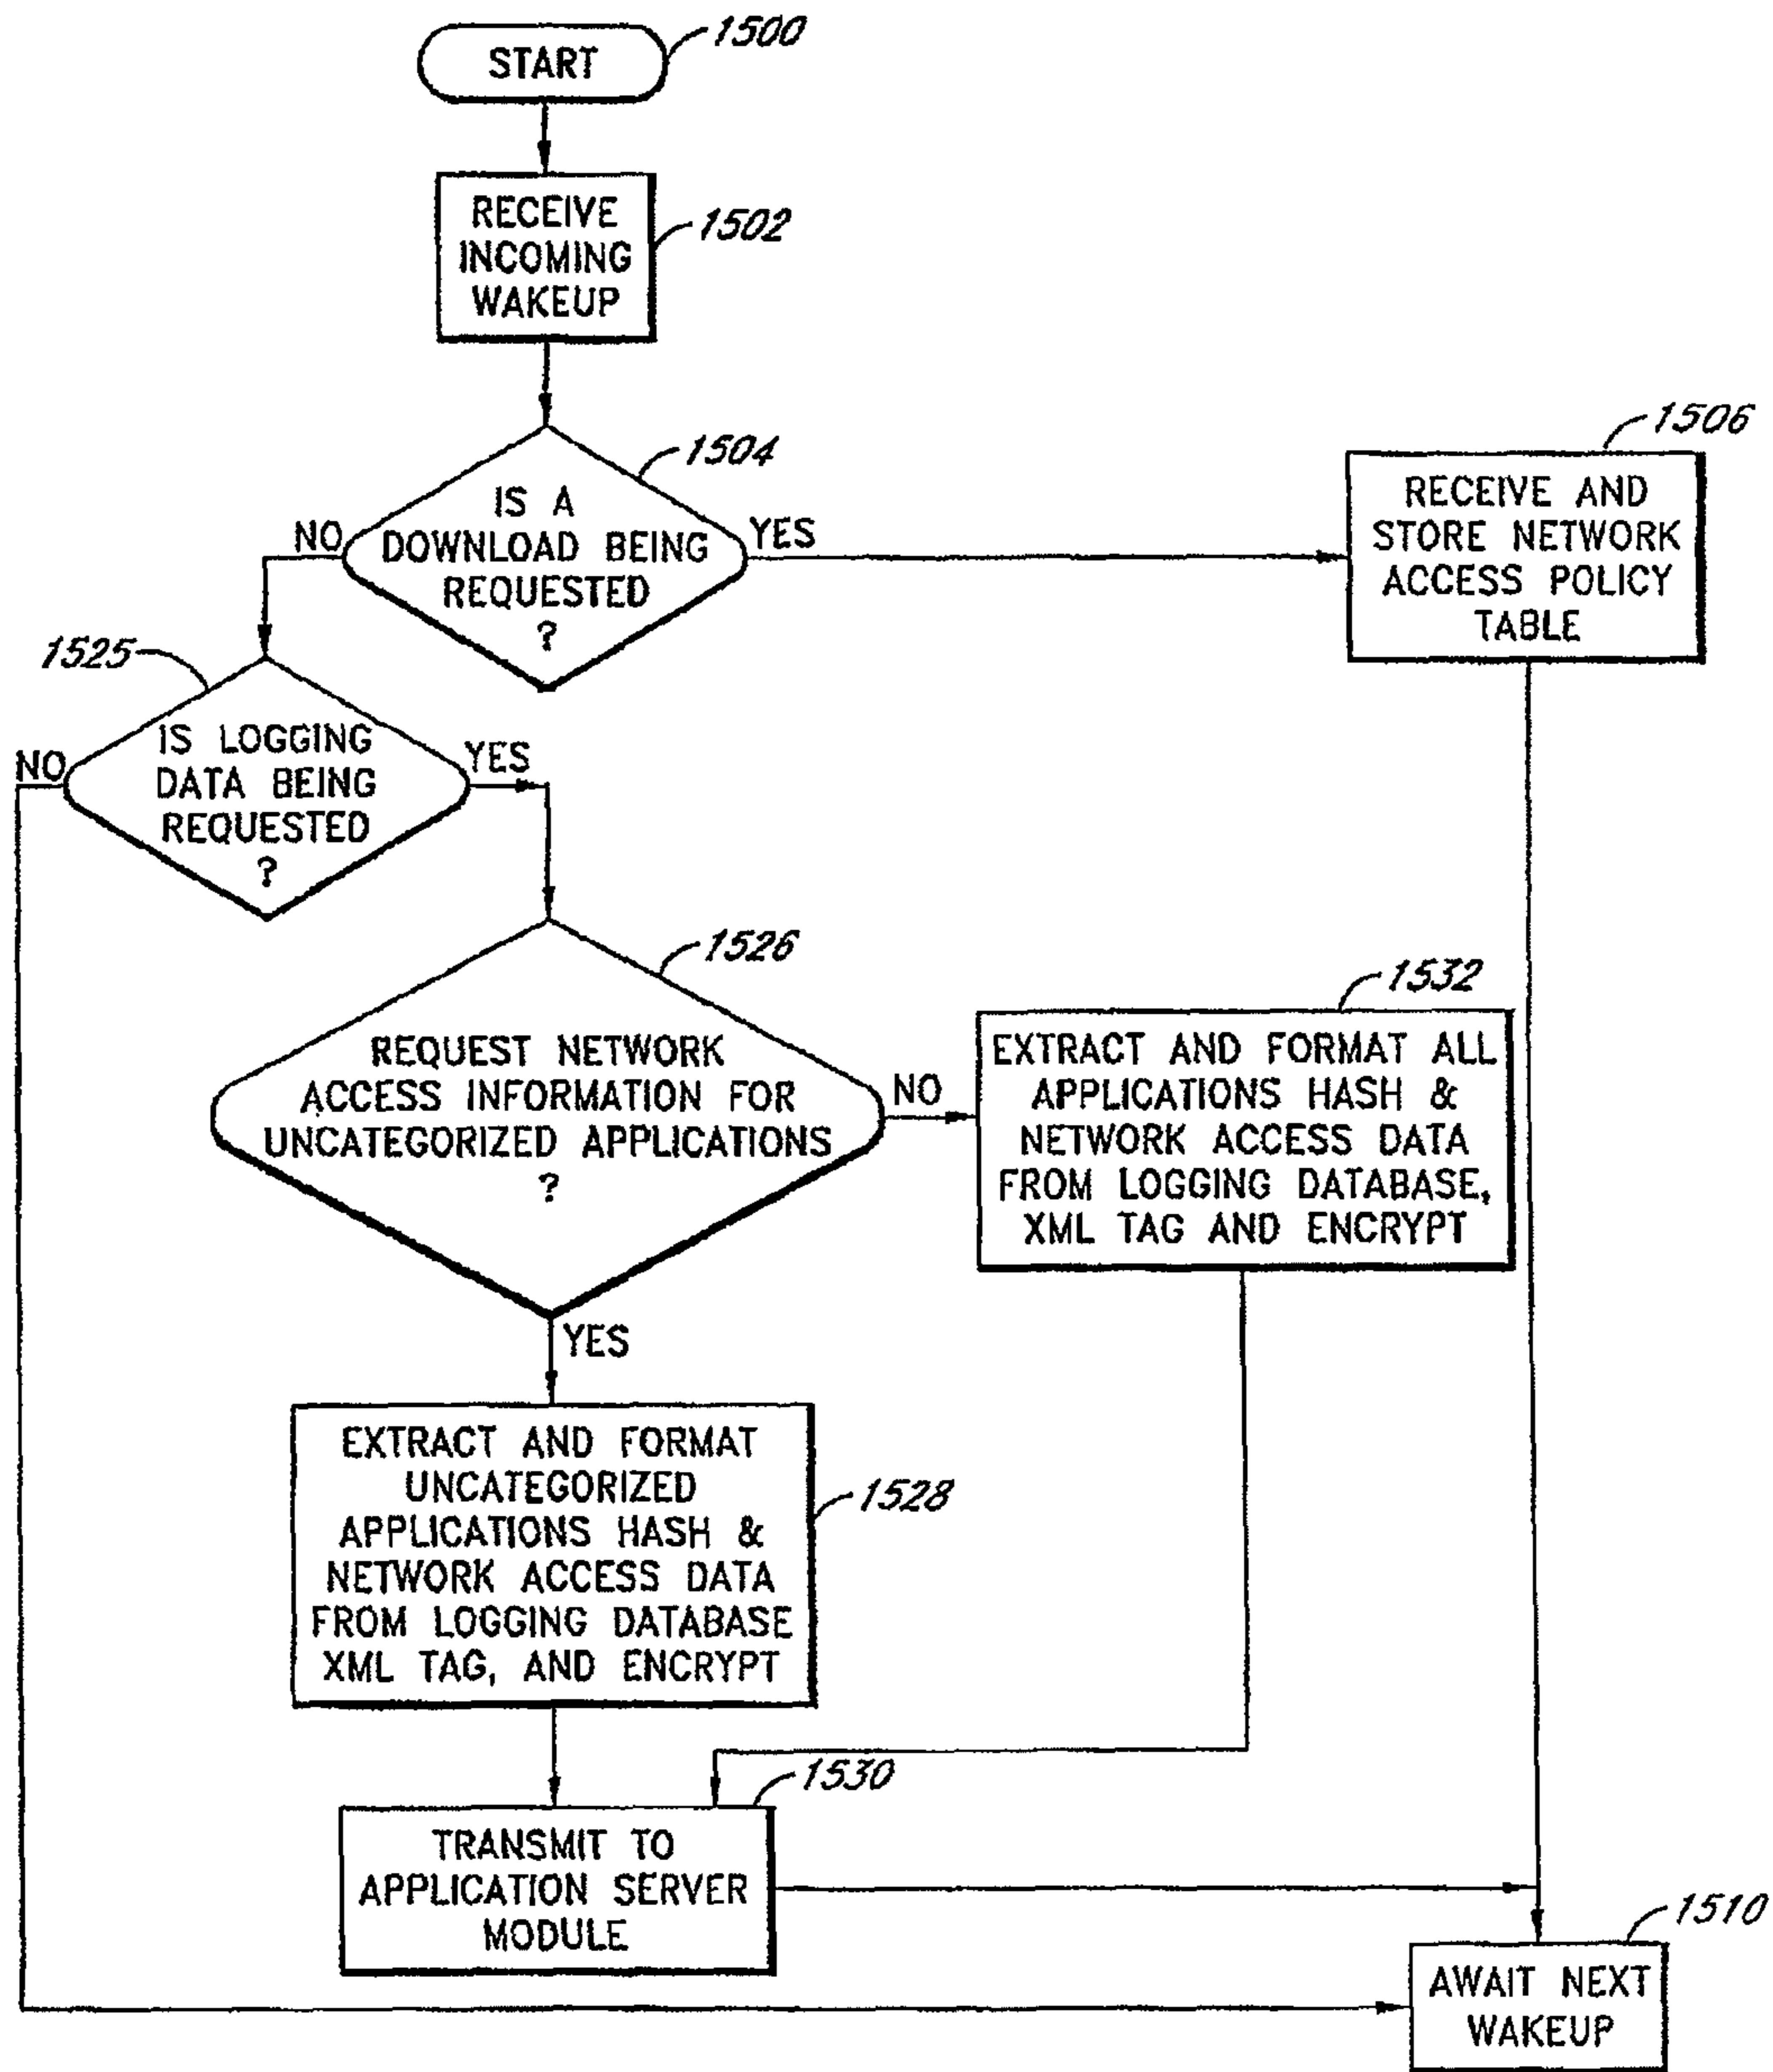 START
1500
RECEIVE
INCOMING
WAKEUP
1502
IS A
DOWNLOAD BEING
REQUESTED
?
1504
NO
YES
RECEIVE AND
STORE NETWORK
ACCESS POLICY
TABLE
1506
IS LOGGING
DATA BEING
REQUESTED
?
1525
NO
YES
REQUEST NETWORK
ACCESS INFORMATION FOR
UNCATEGORIZED APPLICATIONS
?
1526
NO
YES
EXTRACT AND FORMAT ALL
APPLICATIONS HASH &
NETWORK ACCESS DATA
FROM LOGGING DATABASE,
XML TAG AND ENCRYPT
1532
EXTRACT AND FORMAT
UNCATEGORIZED
APPLICATIONS HASH &
NETWORK ACCESS DATA
FROM LOGGING DATABASE
XML TAG, AND ENCRYPT
1528
TRANSMIT TO
APPLICATION SERVER
MODULE
1530
AWAIT NEXT
WAKEUP
1510